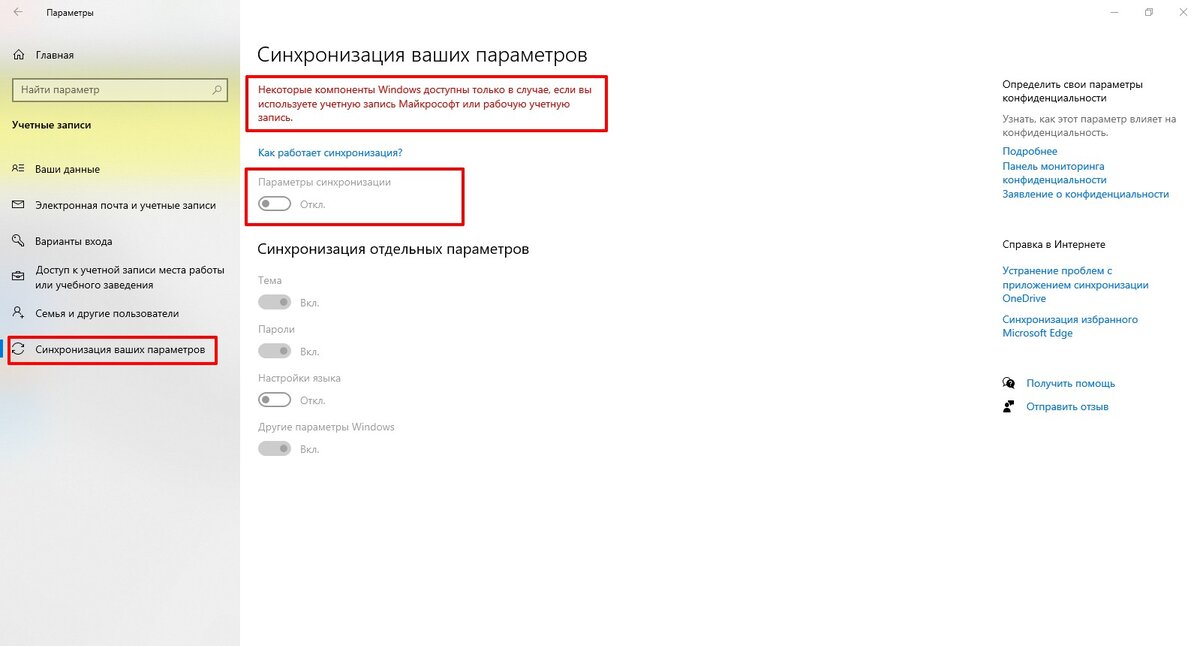 Параметры
Главная
Найти параметр
Учетные записи
Ваши данные
Электронная почта и учетные записи
Варианты входа
Доступ к учетной записи места работы
или учебного заведения
Семья и другие пользователи
Синхронизация ваших параметров
Синхронизация ваших параметров
Некоторые компоненты Windows доступны только в случае, если вы
используете учетную запись Майкрософт или рабочую учетную
запись.
Как работает синхронизация?
Параметры синхронизации
Откл.
Синхронизация отдельных параметров
Тема
Вкл.
Пароли
Вкл.
Настройки языка
Откл.
Другие параметры Windows
Вкл.
Определить свои параметры
конфиденциальности
Узнать, как этот параметр влияет на
конфиденциальность.
Подробнее
Панель мониторинга
конфиденциальности
Заявление о конфиденциальности
Справка в Интернете
Устранение проблем с
приложением синхронизации
OneDrive
Синхронизация избранного
Microsoft Edge
Получить помощь
Отправить отзыв